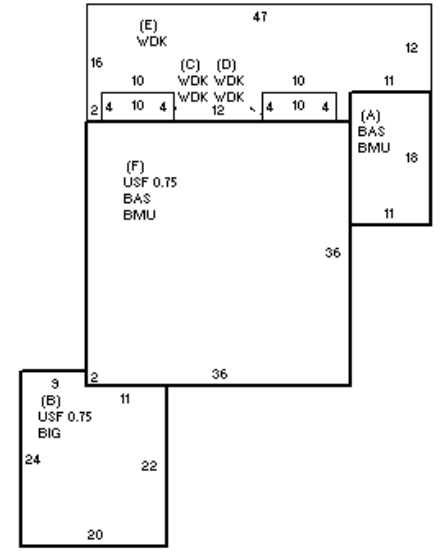 47
(E)
WDK
12
16
(C) (D)
WDK WDK
WDK WDK
10
10
11
2
4 10 4
12
4 10 4
(A)
BAS
BMU
18
11
(F)
USF 0.75
BAS
BMU
36
2
36
9
11
(B)
USF 0.75
BIG
24
22
20